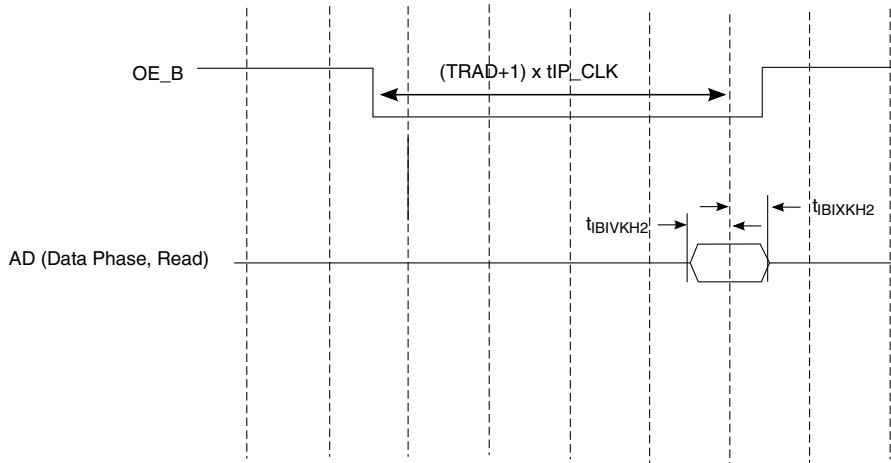 OE_B
(TRAD+1) x tIP_CLK
tIBIVKH2
tIBIXKH2
AD (Data Phase, Read)